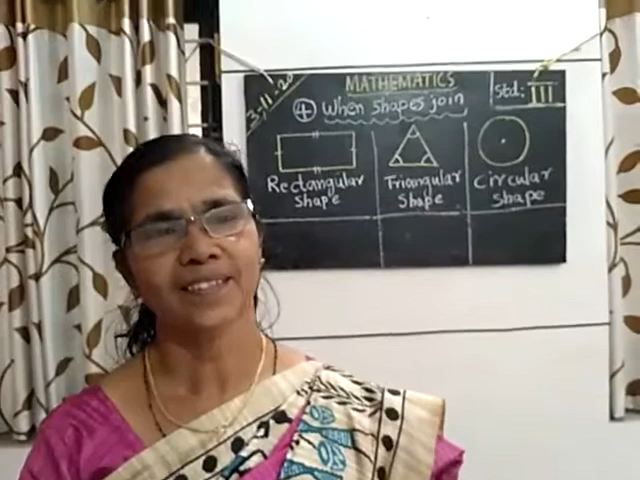 3.11.20
MATHEMATICS
Std: III
④ When shapes join
Rectangular
shape
Triangular
shape
circular
shape